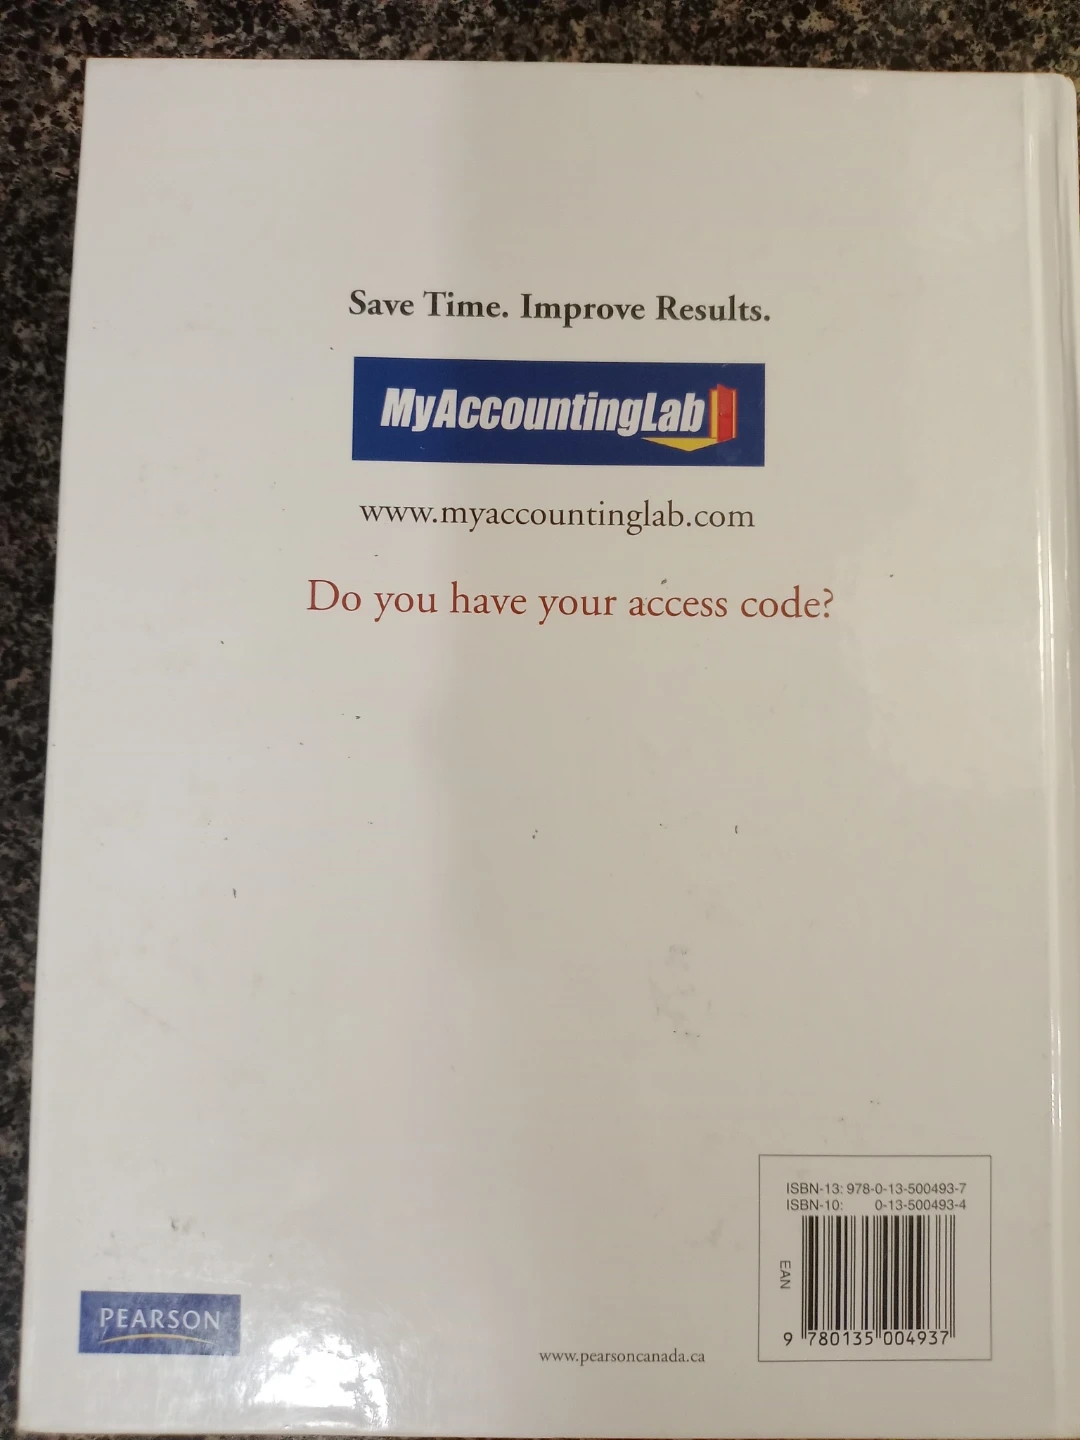 Save Time. Improve Results.
MyAccountingLab
www.myaccountinglab.com
Do you have your access code?
ISBN-13: 978-0-13-500493-7
ISBN-10: 0-13-500493-4
EAN
9 780135 004937
PEARSON
www.pearsoncanada.ca